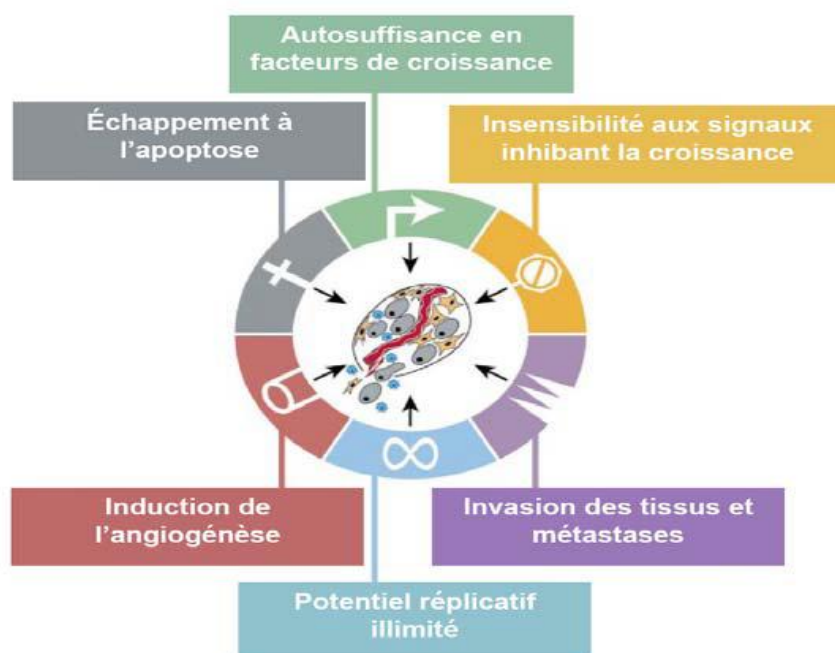 Autosuffisance en
facteurs de croissance
Échappement à
l'apoptose
Insensibilité aux signaux
inhibant la croissance
Induction de
l'angiogénèse
Invasion des tissus et
métastases
Potentiel réplicatif
illimité